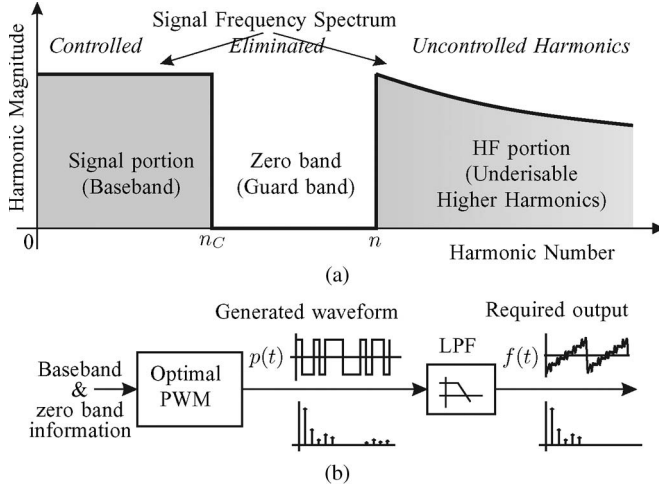 Signal Frequency Spectrum
Controlled
Eliminated
Uncontrolled Harmonics
Harmonic Magnitude
Signal portion
(Baseband)
Zero band
(Guard band)
HF portion
(Underisable
Higher Harmonics)
0
n_C
n
Harmonic Number
(a)
Generated waveform
Required output
Baseband
&
zero band
information
Optimal
PWM
p(t)
LPF
f(t)
(b)